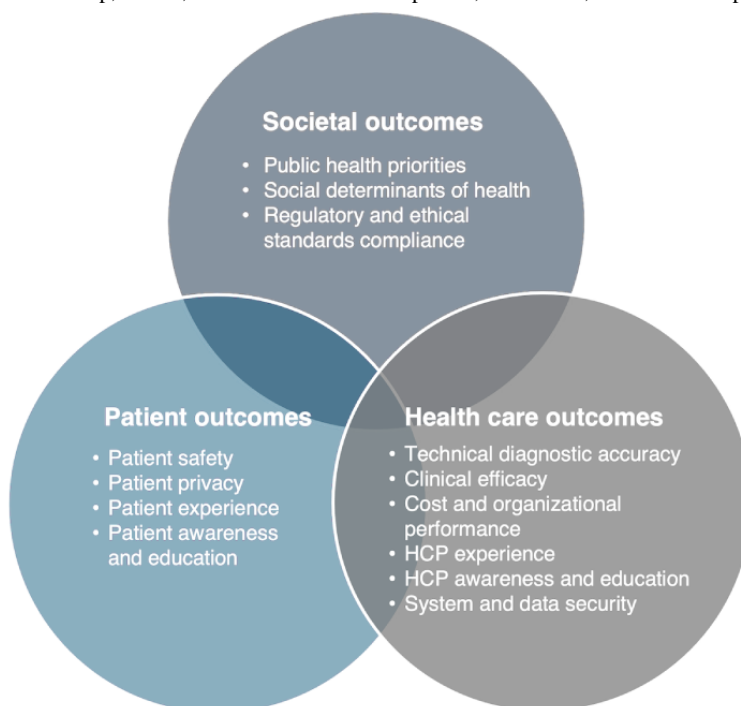 Societal outcomes
• Public health priorities
• Social determinants of health
• Regulatory and ethical
standards compliance
Patient outcomes
• Patient safety
• Patient privacy
• Patient experience
• Patient awareness
and education
Health care outcomes
• Technical diagnostic accuracy
• Clinical efficacy
• Cost and organizational
performance
• HCP experience
• HCP awareness and education
• System and data security